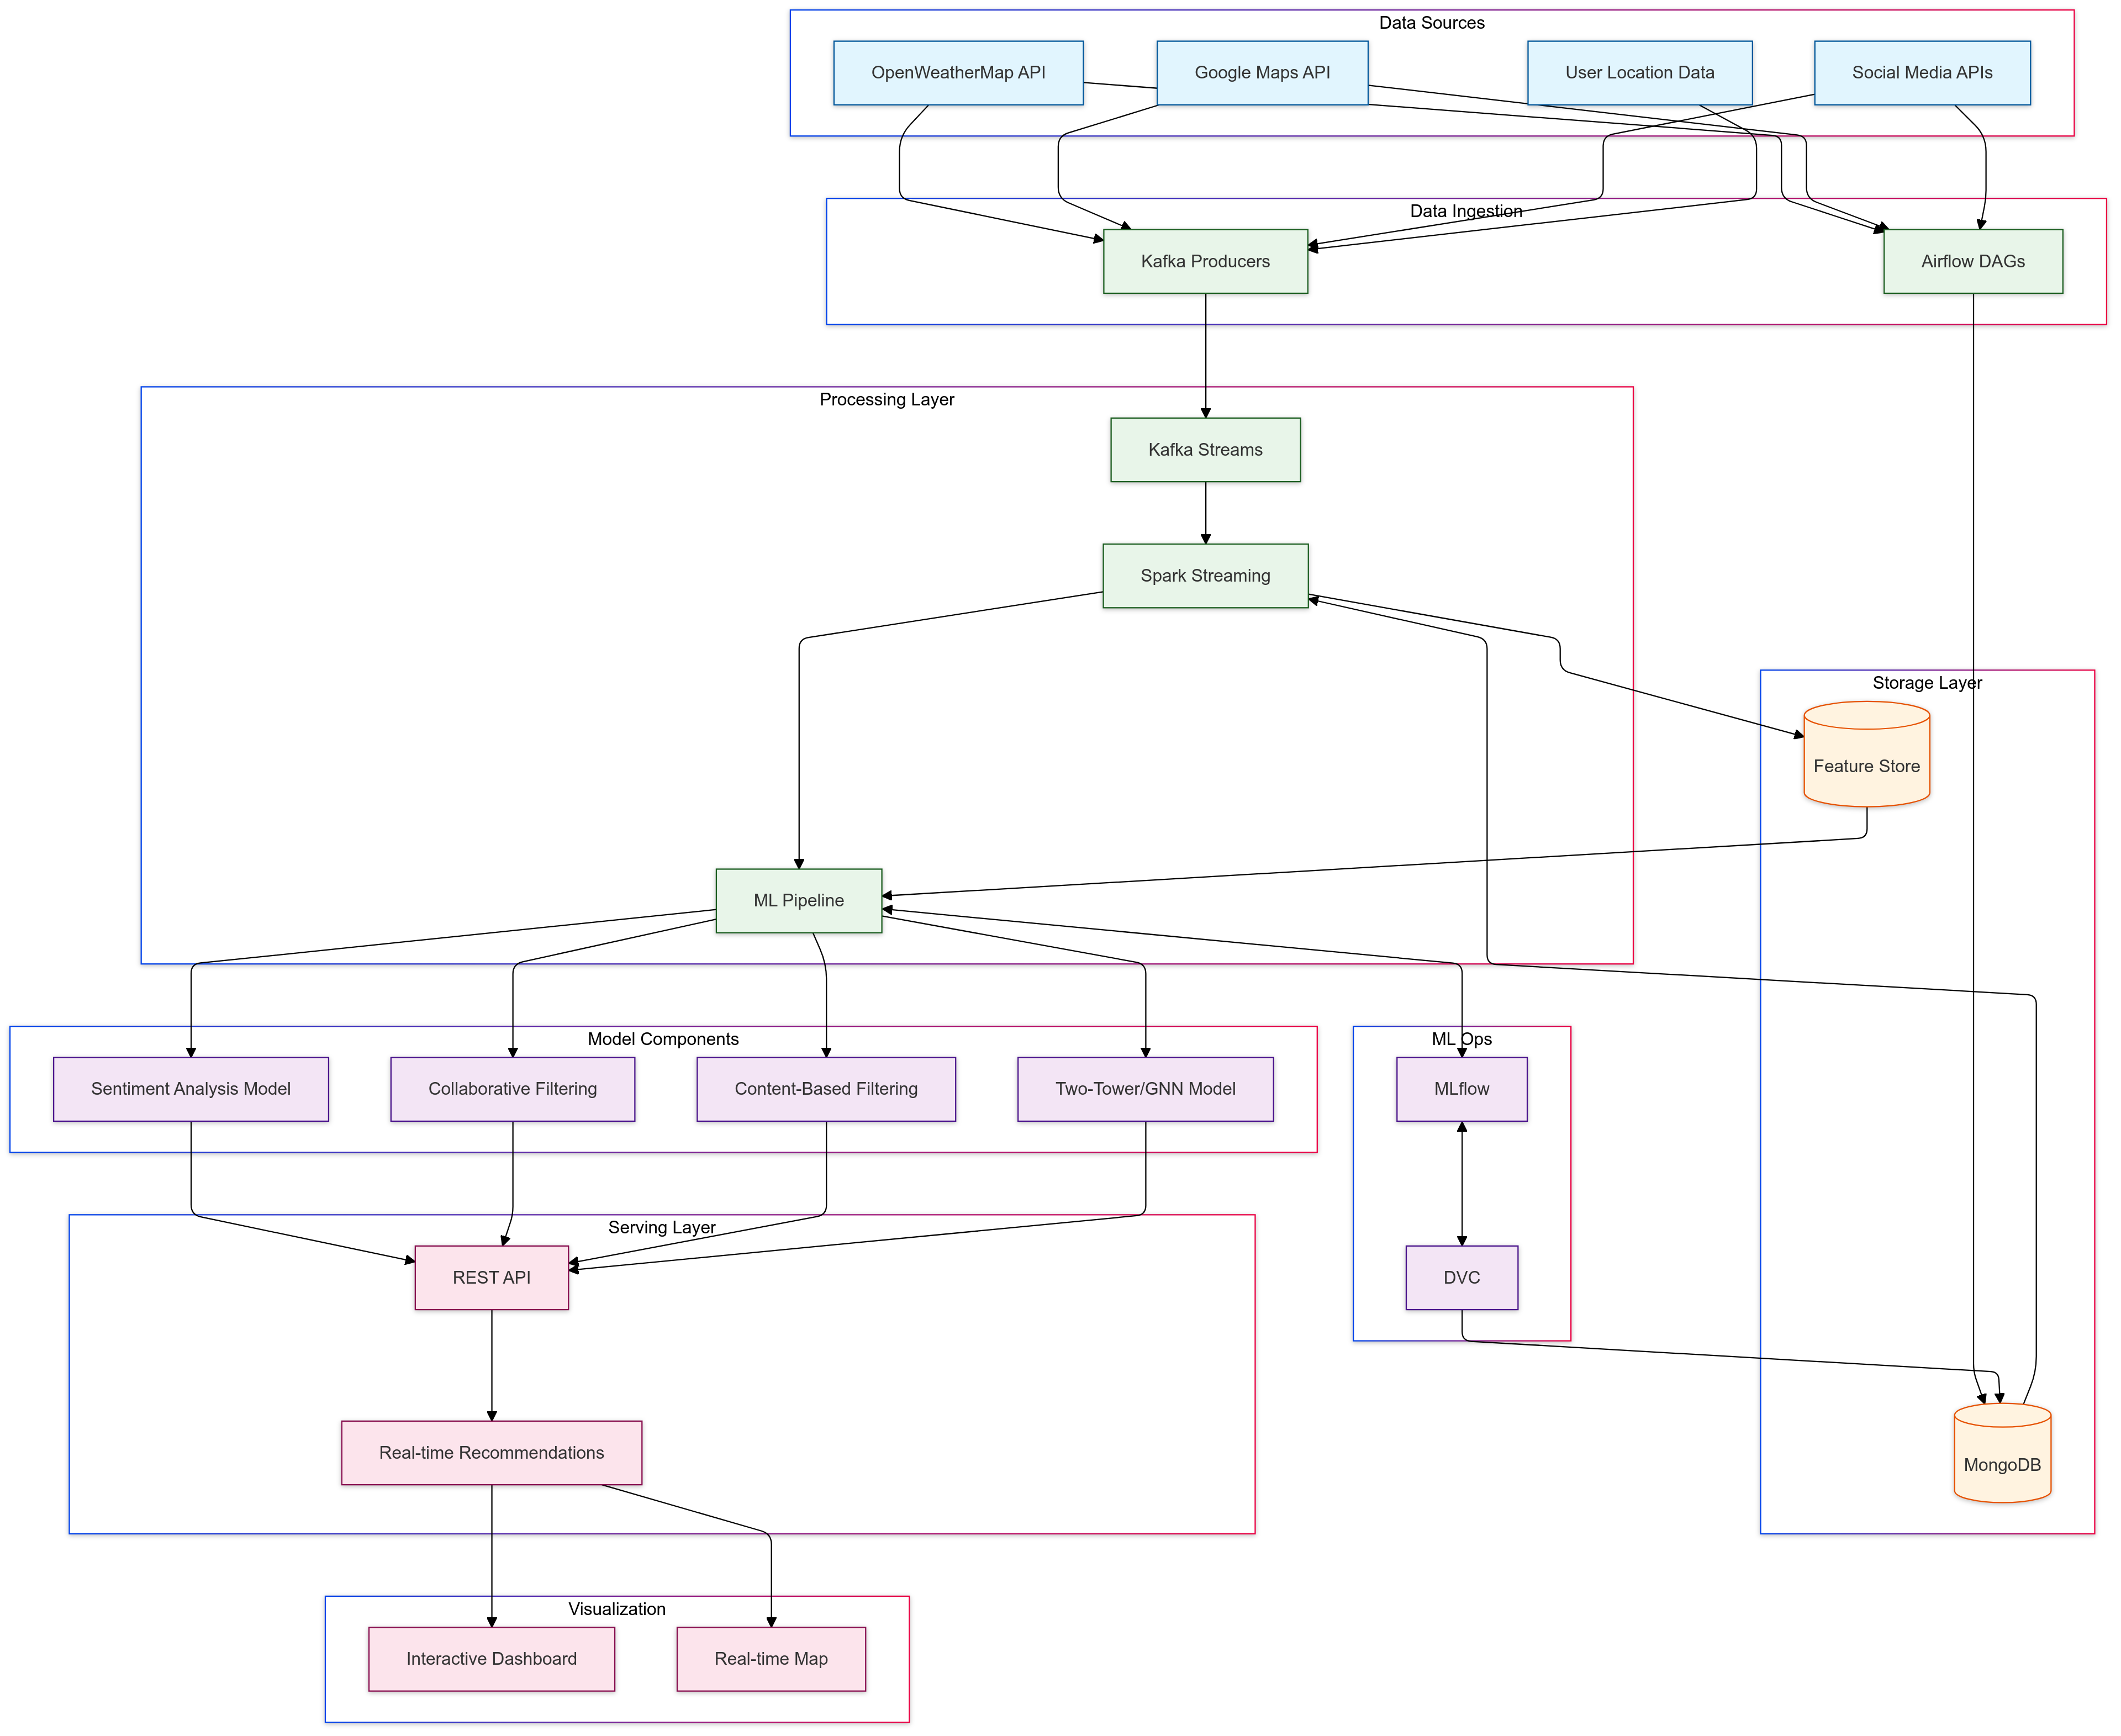 Data Sources
OpenWeatherMap API
Google Maps API
User Location Data
Social Media APIs
Data Ingestion
Kafka Producers
Airflow DAGs
Processing Layer
Kafka Streams
Spark Streaming
Storage Layer
Feature Store
ML Pipeline
Model Components
ML Ops
Sentiment Analysis Model
Collaborative Filtering
Content-Based Filtering
Two-Tower/GNN Model
MLflow
Serving Layer
REST API
DVC
Real-time Recommendations
MongoDB
Visualization
Interactive Dashboard
Real-time Map